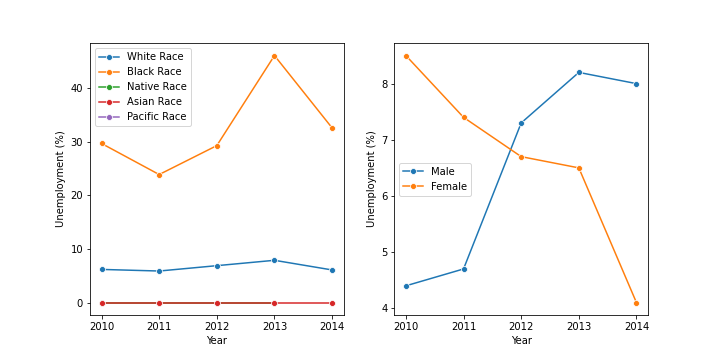 White Race
Black Race
Native Race
Asian Race
Pacific Race
Unemployment (%)
40
30
20
10
0
2010 2011 2012 2013 2014
Year
Male
Female
Unemployment (%)
8
7
6
5
4
2010 2011 2012 2013 2014
Year